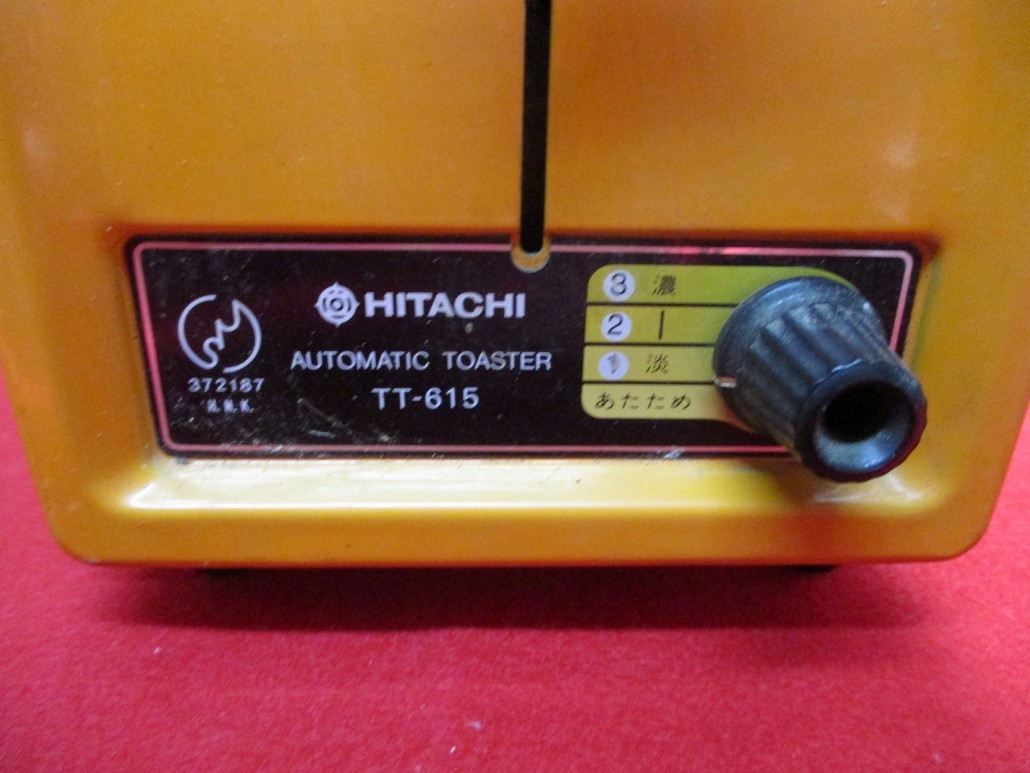 HITACHI
AUTOMATIC TOASTER
TT-615
372187
N.M.K.
3 濃
2 |
1 淡
あたため